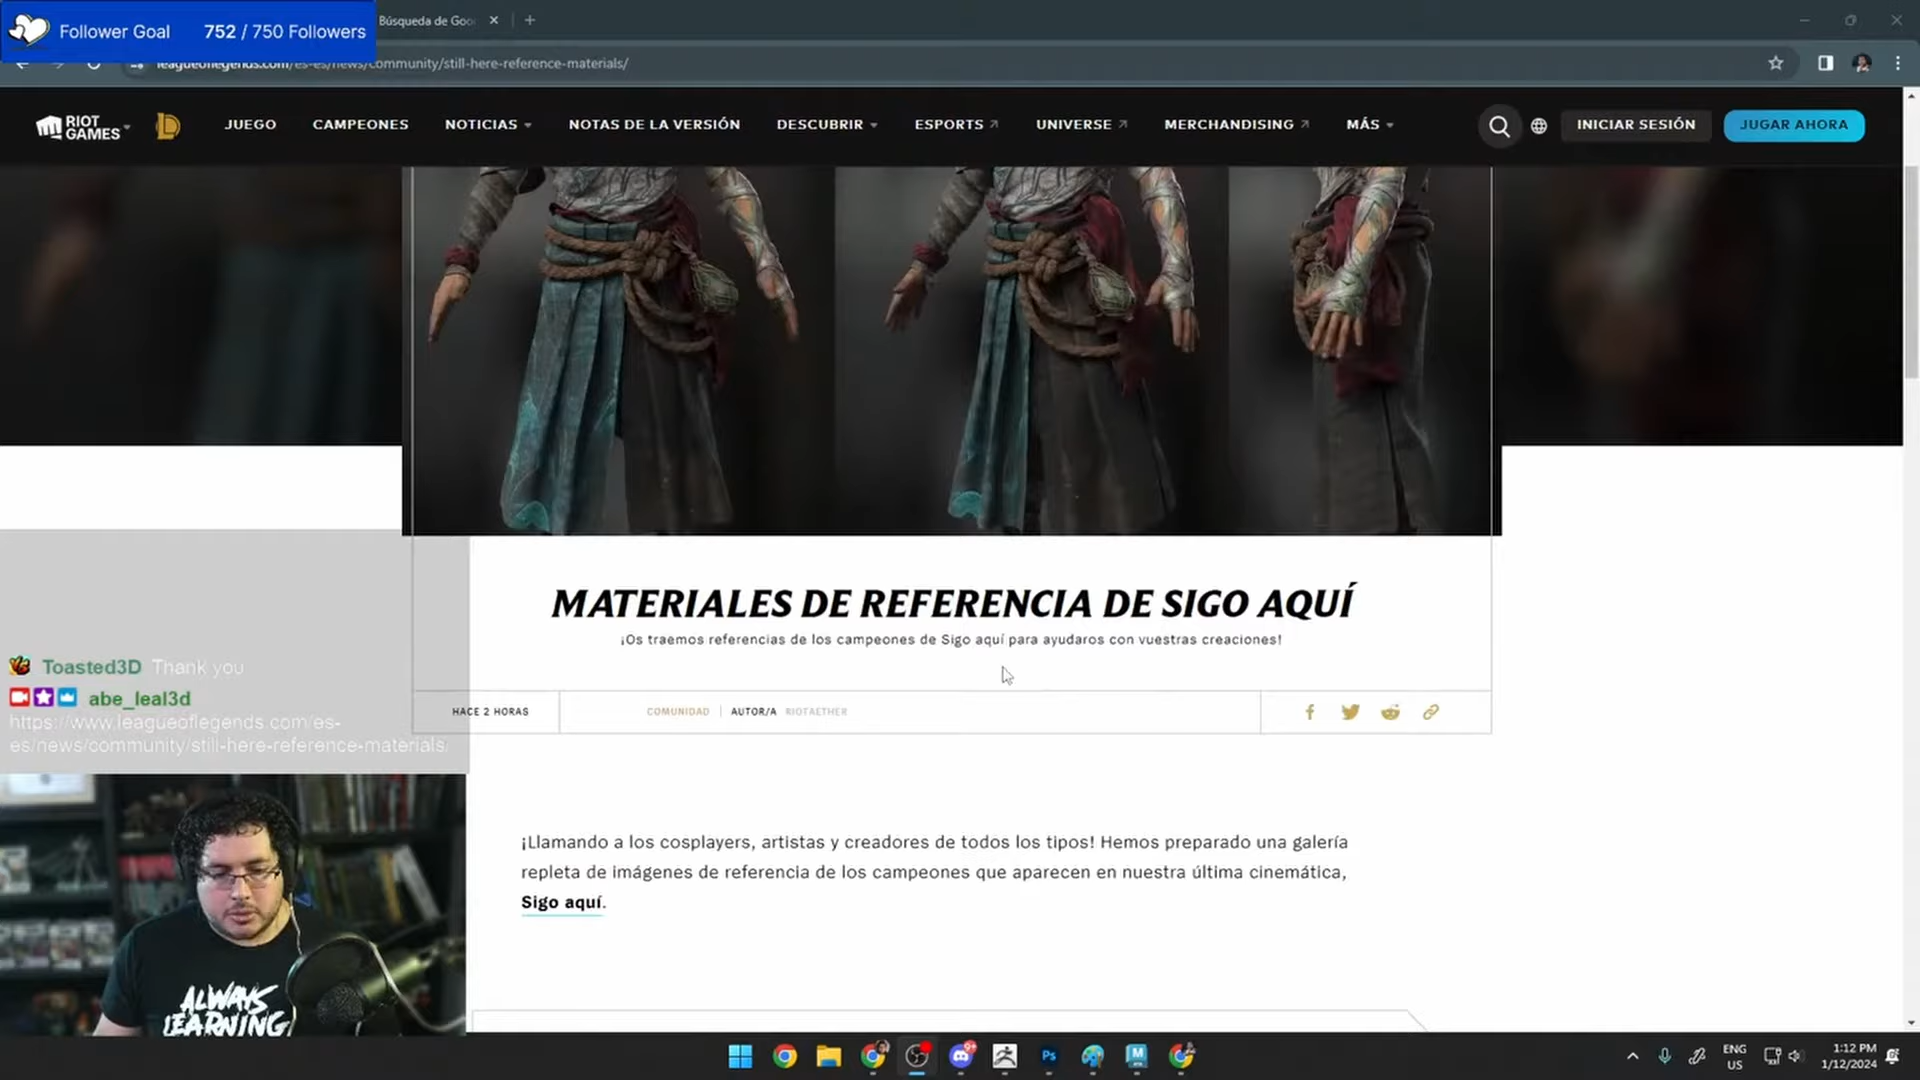 Follower Goal 752 / 750 Followers
Búsqueda de Goo
leagueoflegends.com/es-es/news/community/still-here-reference-materials/
RIOT GAMES
JUEGO CAMPEONES NOTICIAS NOTAS DE LA VERSIÓN DESCUBRIR ESPORTS UNIVERSE MERCHANDISING MÁS INICIAR SESIÓN JUGAR AHORA
MATERIALES DE REFERENCIA DE SIGO AQUÍ
¡Os traemos referencias de los campeones de Sigo aquí para ayudaros con vuestras creaciones!
HACE 2 HORAS COMUNIDAD AUTOR/A RIOTAETHER
¡Llamando a los cosplayers, artistas y creadores de todos los tipos! Hemos preparado una galería
repleta de imágenes de referencia de los campeones que aparecen en nuestra última cinemática,
Sigo aquí.
Toasted3D Thank you
abe_leal3d
https://www.leagueoflegends.com/es-
es/news/community/still-here-reference-materials/
ALWAYS
LEARNING
9+
Ps
M
ENG
US
1:12 PM
1/12/2024